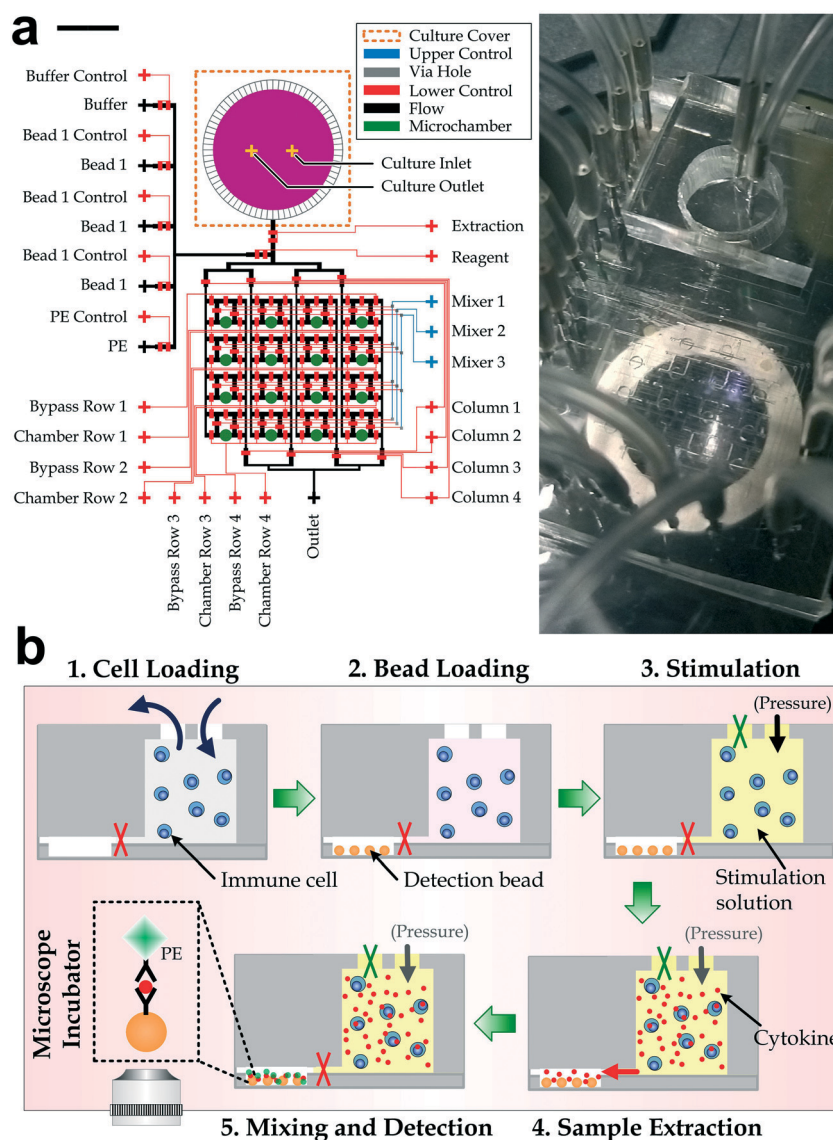 a
Culture Cover
Upper Control
Via Hole
Lower Control
Flow
Microchamber
Buffer Control
Buffer
Bead 1 Control
Bead 1
Bead 1 Control
Bead 1
Bead 1 Control
Bead 1
PE Control
PE
Culture Inlet
Culture Outlet
Extraction
Reagent
Mixer 1
Mixer 2
Mixer 3
Bypass Row 1
Chamber Row 1
Bypass Row 2
Chamber Row 2
Column 1
Column 2
Column 3
Column 4
Bypass Row 3
Chamber Row 3
Bypass Row 4
Chamber Row 4
Outlet
b
1. Cell Loading
2. Bead Loading
3. Stimulation
(Pressure)
Immune cell
Detection bead
Stimulation
solution
Microscope
Incubator
PE
(Pressure)
(Pressure)
Cytokine
5. Mixing and Detection
4. Sample Extraction